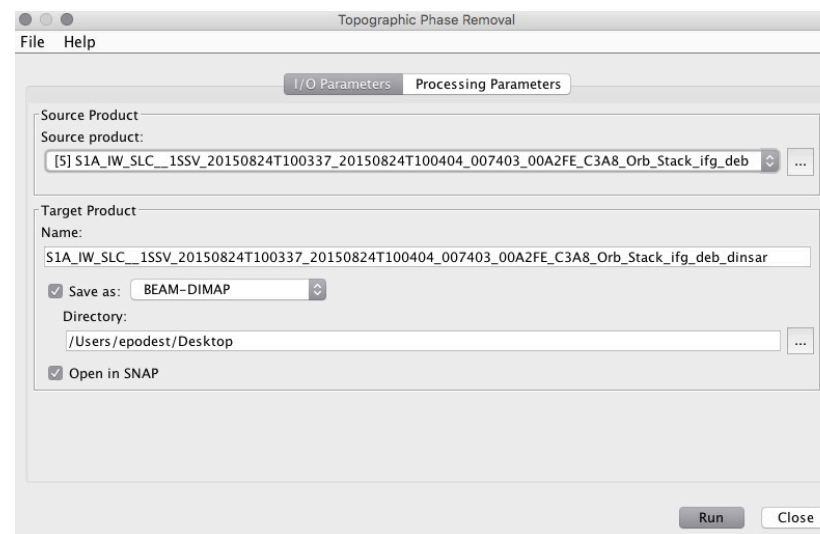 Topographic Phase Removal
File Help
I/O Parameters Processing Parameters
Source Product
Source product:
[5] S1A_IW_SLC__1SSV_20150824T100337_20150824T100404_007403_00A2FE_C3A8_Orb_Stack_ifg_deb ...
Target Product
Name:
S1A_IW_SLC__1SSV_20150824T100337_20150824T100404_007403_00A2FE_C3A8_Orb_Stack_ifg_deb_dinsar
Save as: BEAM-DIMAP
Directory:
/Users/epodest/Desktop ...
Open in SNAP
Run Close